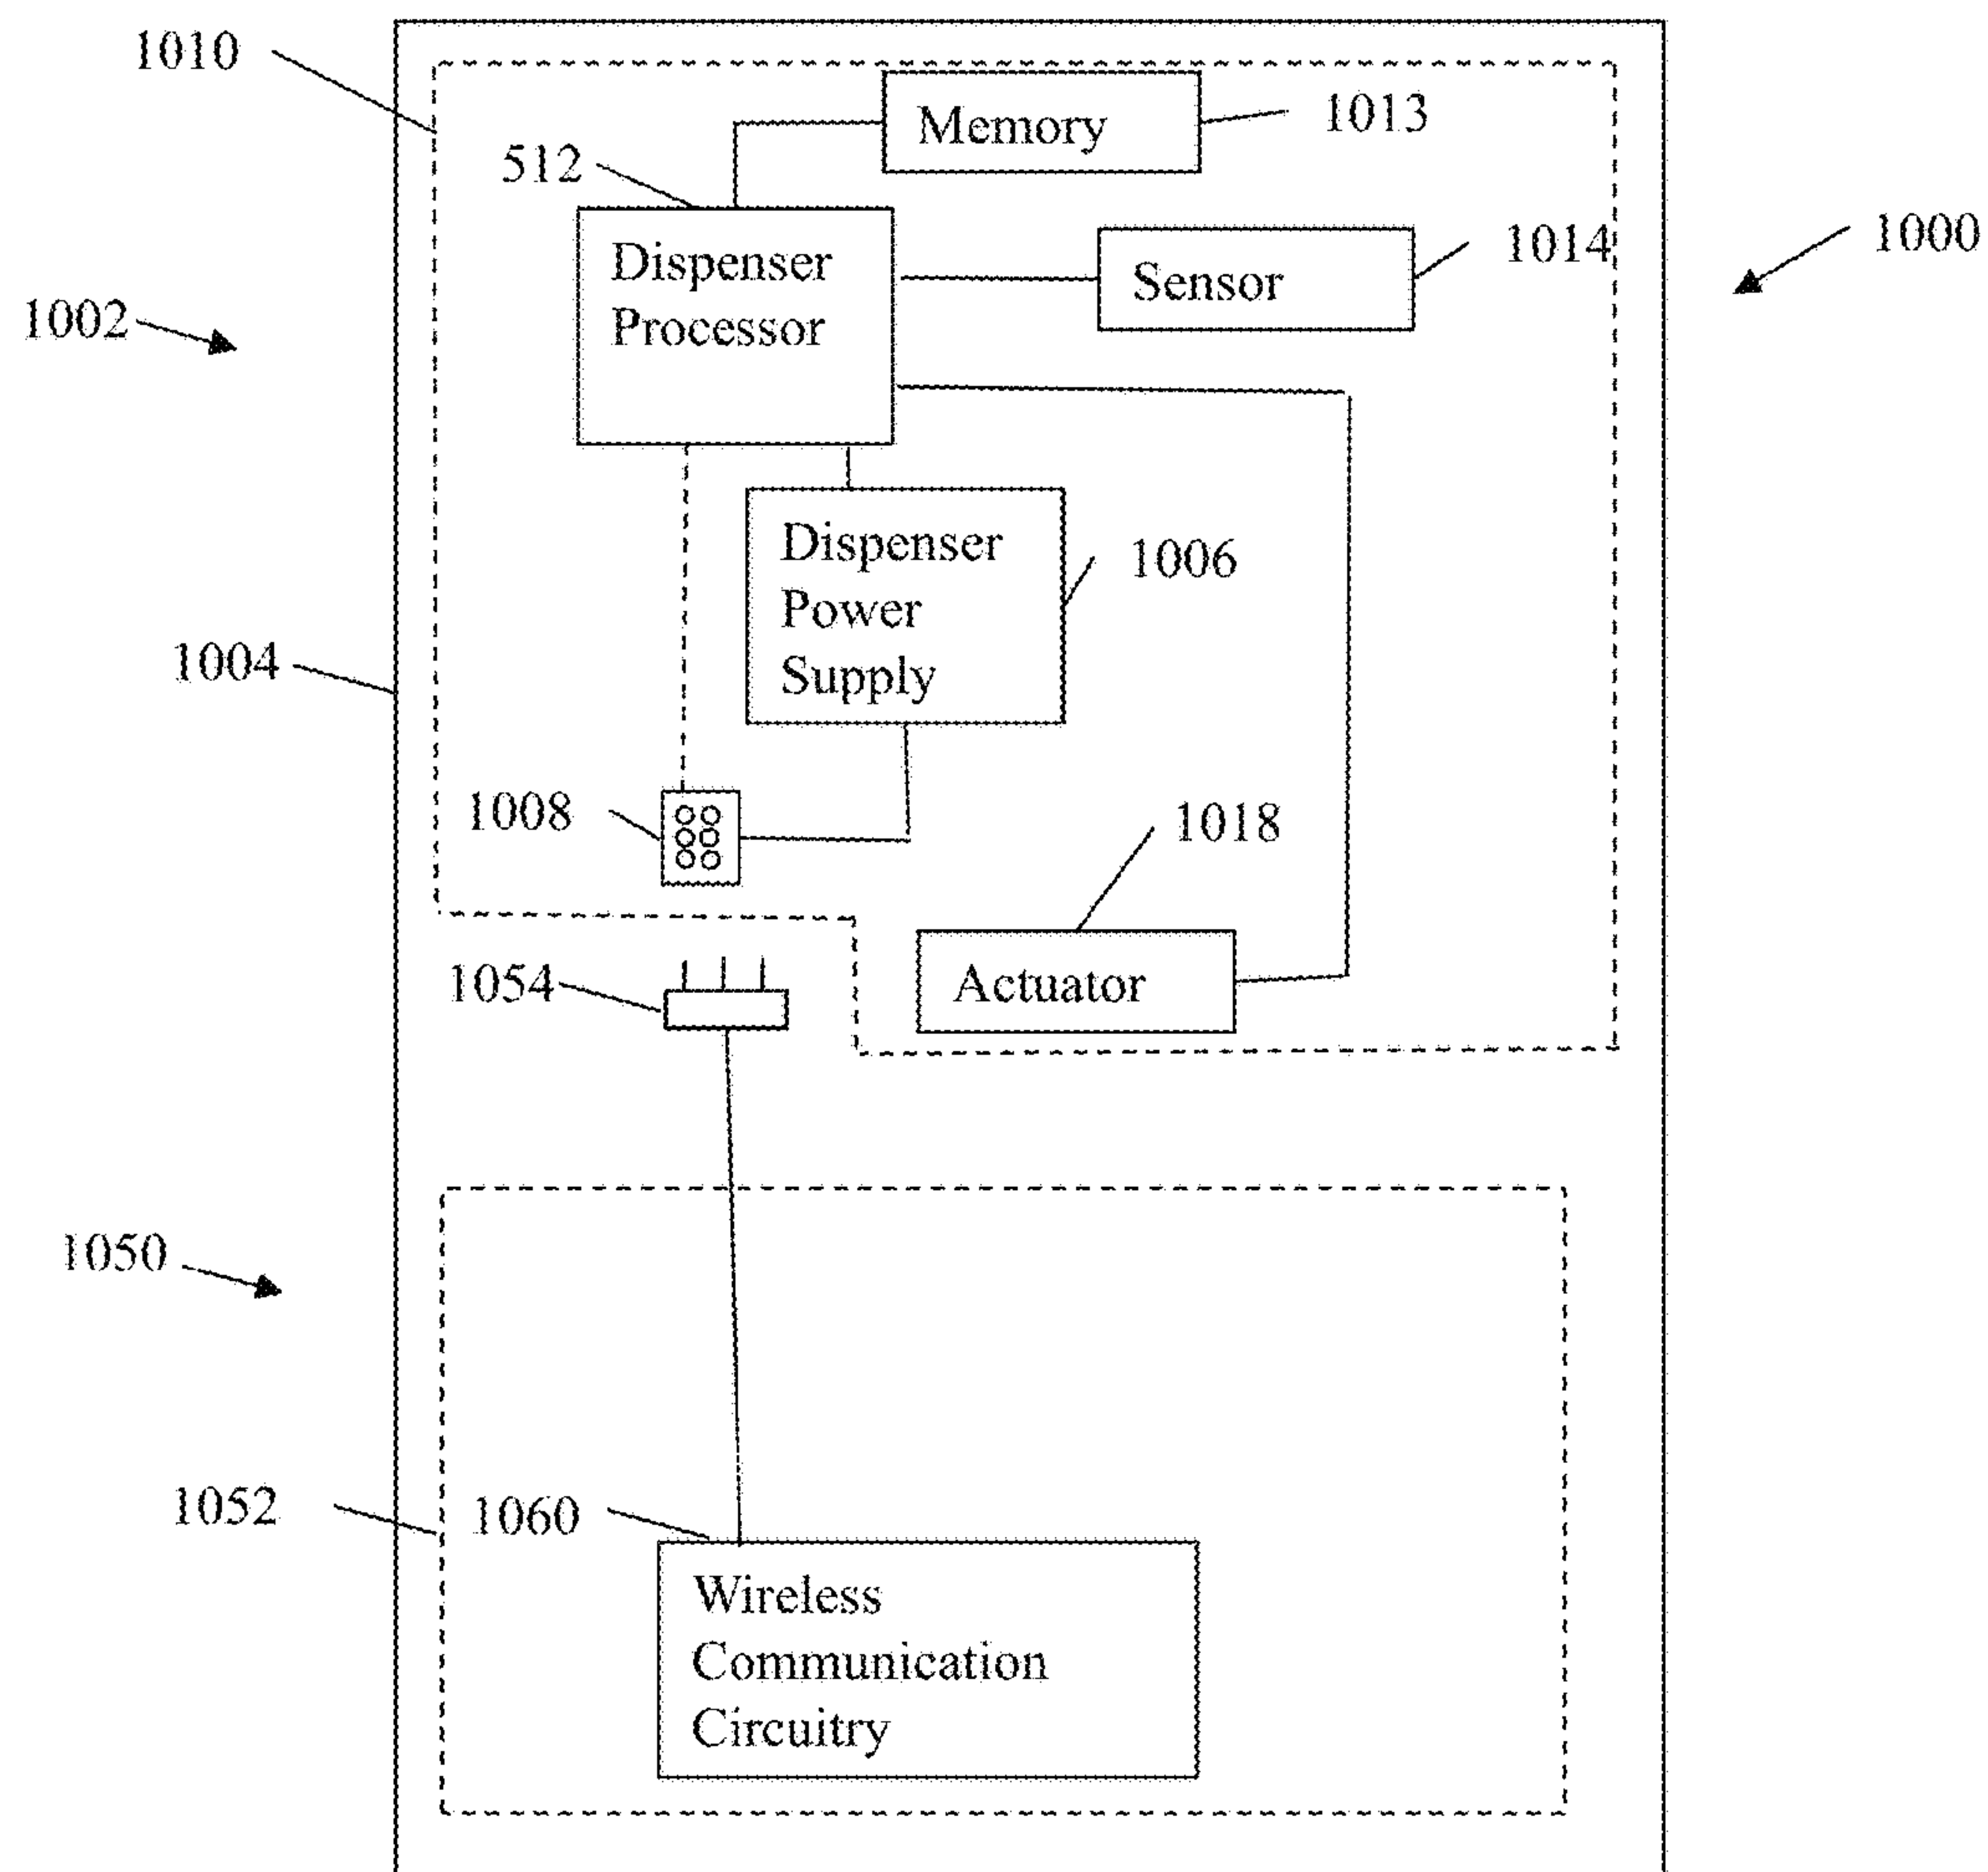 1010
Memory
1013
512
Dispenser
Processor
Sensor
1014
1000
1002
Dispenser
Power
Supply
1006
1004
1008
1018
1054
Actuator
1050
1052
1060
Wireless
Communication
Circuitry